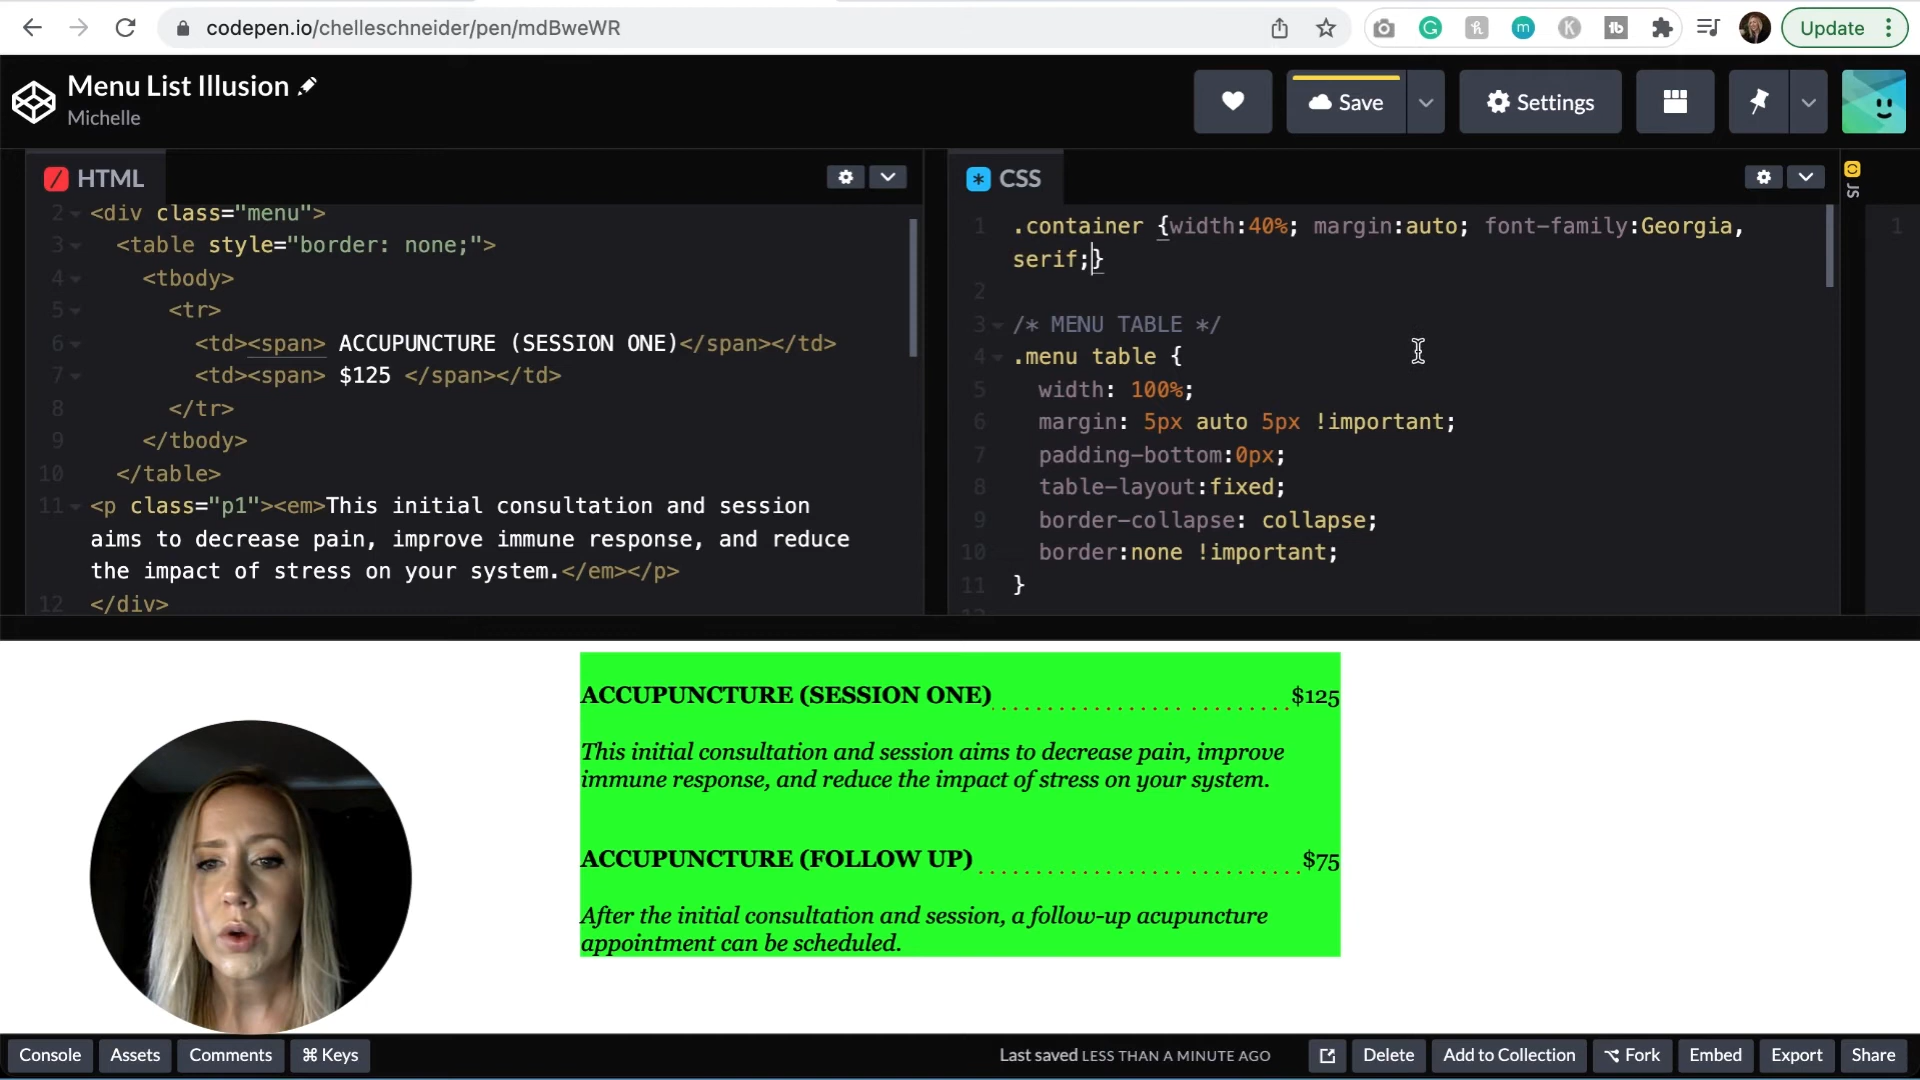 codepen.io/chelleschneider/pen/mdBweWR
Update
Menu List Illusion
Michelle
Save
Settings
HTML
2 <div class="menu">
3 <table style="border: none;">
4 <tbody>
5 <tr>
6 <td><span> ACCUPUNCTURE (SESSION ONE)</span></td>
7 <td><span> $125 </span></td>
8 </tr>
9 </tbody>
10 </table>
11 <p class="p1"><em>This initial consultation and session
aims to decrease pain, improve immune response, and reduce
the impact of stress on your system.</em></p>
12 </div>
CSS
1 .container {width:40%; margin:auto; font-family:Georgia,
serif;}
2
3 /* MENU TABLE */
4 .menu table {
5 width: 100%;
6 margin: 5px auto 5px !important;
7 padding-bottom:0px;
8 table-layout:fixed;
9 border-collapse: collapse;
10 border:none !important;
11 }
JS
1
ACCUPUNCTURE (SESSION ONE) $125
This initial consultation and session aims to decrease pain, improve
immune response, and reduce the impact of stress on your system.
ACCUPUNCTURE (FOLLOW UP) $75
After the initial consultation and session, a follow-up acupuncture
appointment can be scheduled.
Console
Assets
Comments
⌘ Keys
Last saved LESS THAN A MINUTE AGO
Delete
Add to Collection
Fork
Embed
Export
Share